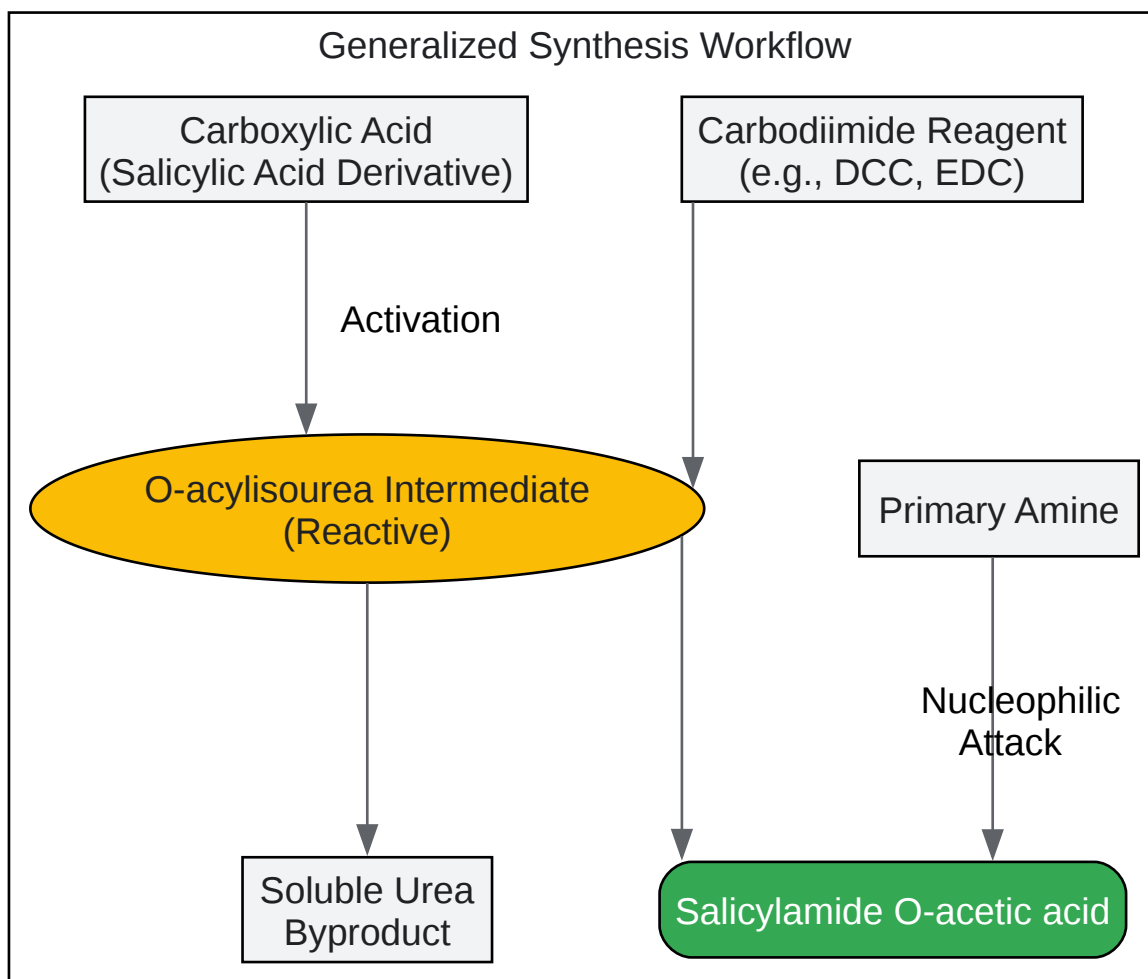 Generalized Synthesis Workflow
Carboxylic Acid
(Salicylic Acid Derivative)
Carbodiimide Reagent
(e.g., DCC, EDC)
Activation
O-acylisourea Intermediate
(Reactive)
Primary Amine
Nucleophilic
Attack
Soluble Urea
Byproduct
Salicylamide O-acetic acid